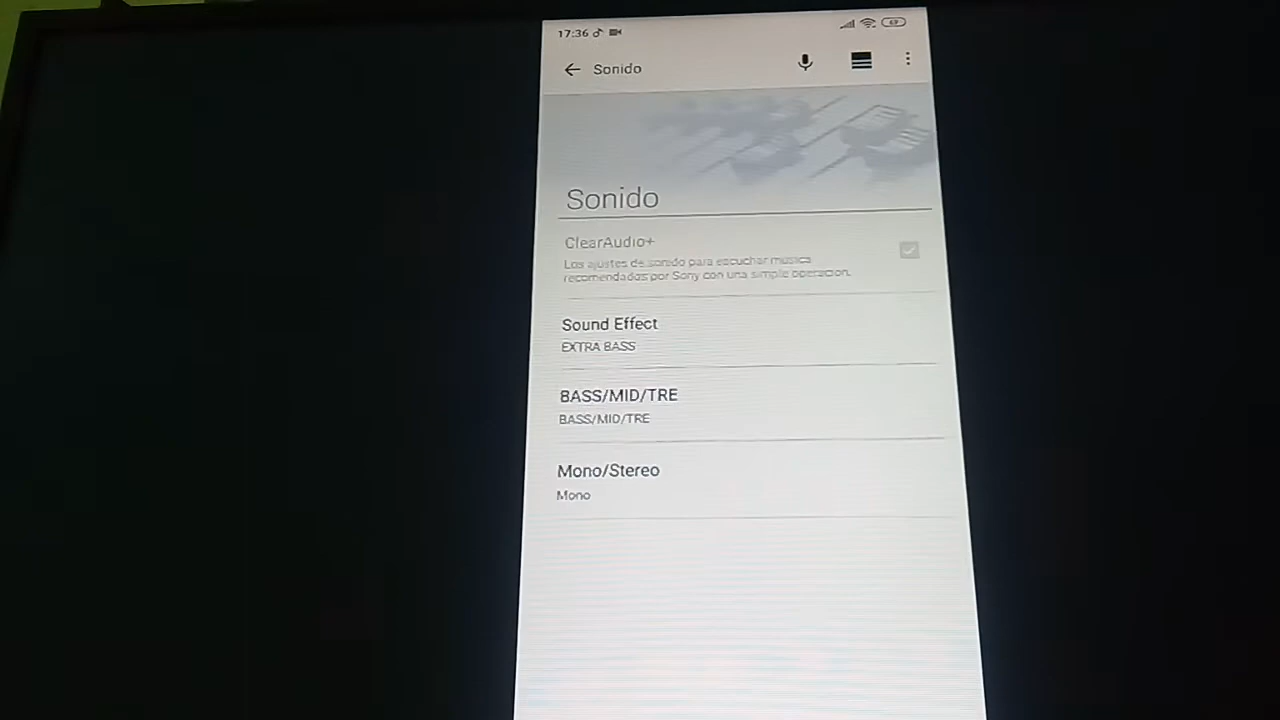 17:36
Sonido
Sonido
ClearAudio+
Los ajustes de sonido para escuchar música
recomendados por Sony con una simple operación.
Sound Effect
EXTRA BASS
BASS/MID/TRE
BASS/MID/TRE
Mono/Stereo
Mono